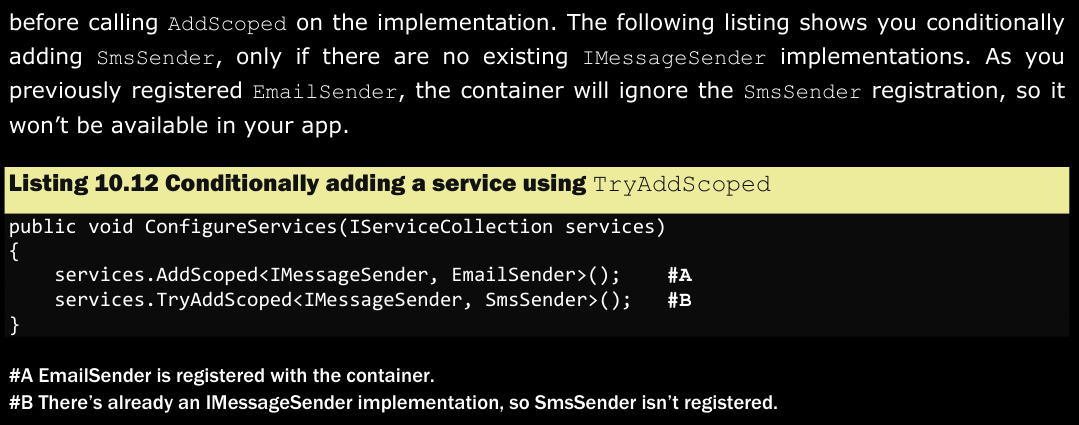 before calling AddScoped on the implementation. The following listing shows you conditionally
adding SmsSender, only if there are no existing IMessageSender implementations. As you
previously registered EmailSender, the container will ignore the SmsSender registration, so it
won’t be available in your app.
Listing 10.12 Conditionally adding a service using TryAddScoped
public void ConfigureServices(IServiceCollection services)
{
    services.AddScoped<IMessageSender, EmailSender>();    #A
    services.TryAddScoped<IMessageSender, SmsSender>();   #B
}
#A EmailSender is registered with the container.
#B There’s already an IMessageSender implementation, so SmsSender isn’t registered.